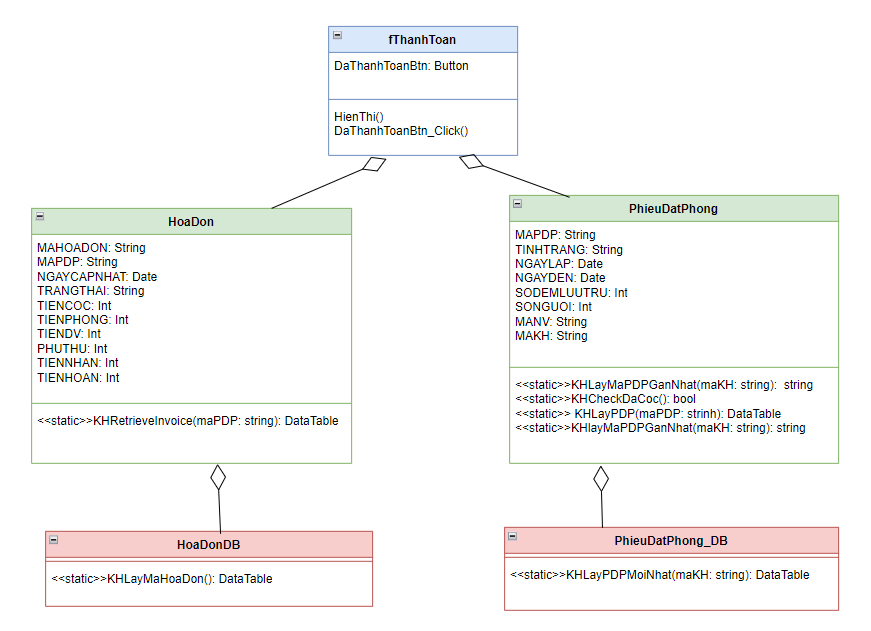 fThanhToan
DaThanhToanBtn: Button
HienThi()
DaThanhToanBtn_Click()
HoaDon
MAHOADON: String
MAPDP: String
NGAYCAPNHAT: Date
TRANGTHAI: String
TIENCOC: Int
TIENPHONG: Int
TIENDV: Int
PHUTHU: Int
TIENNHAN: Int
TIENHOAN: Int
<<static>>KHRetrieveInvoice(maPDP: string): DataTable
PhieuDatPhong
MAPDP: String
TINHTRANG: String
NGAYLAP: Date
NGAYDEN: Date
SODEMLUUTRU: Int
SONGUOI: Int
MANV: String
MAKH: String
<<static>>KHLayMaPDPGanNhat(maKH: string):  string
<<static>>KHCheckDaCoc(): bool
<<static>> KHLayPDP(maPDP: strinh): DataTable
<<static>>KHlayMaPDPGanNhat(maKH: string): string
HoaDonDB
<<static>>KHLayMaHoaDon(): DataTable
PhieuDatPhong_DB
<<static>>KHLayPDPMoiNhat(maKH: string): DataTable